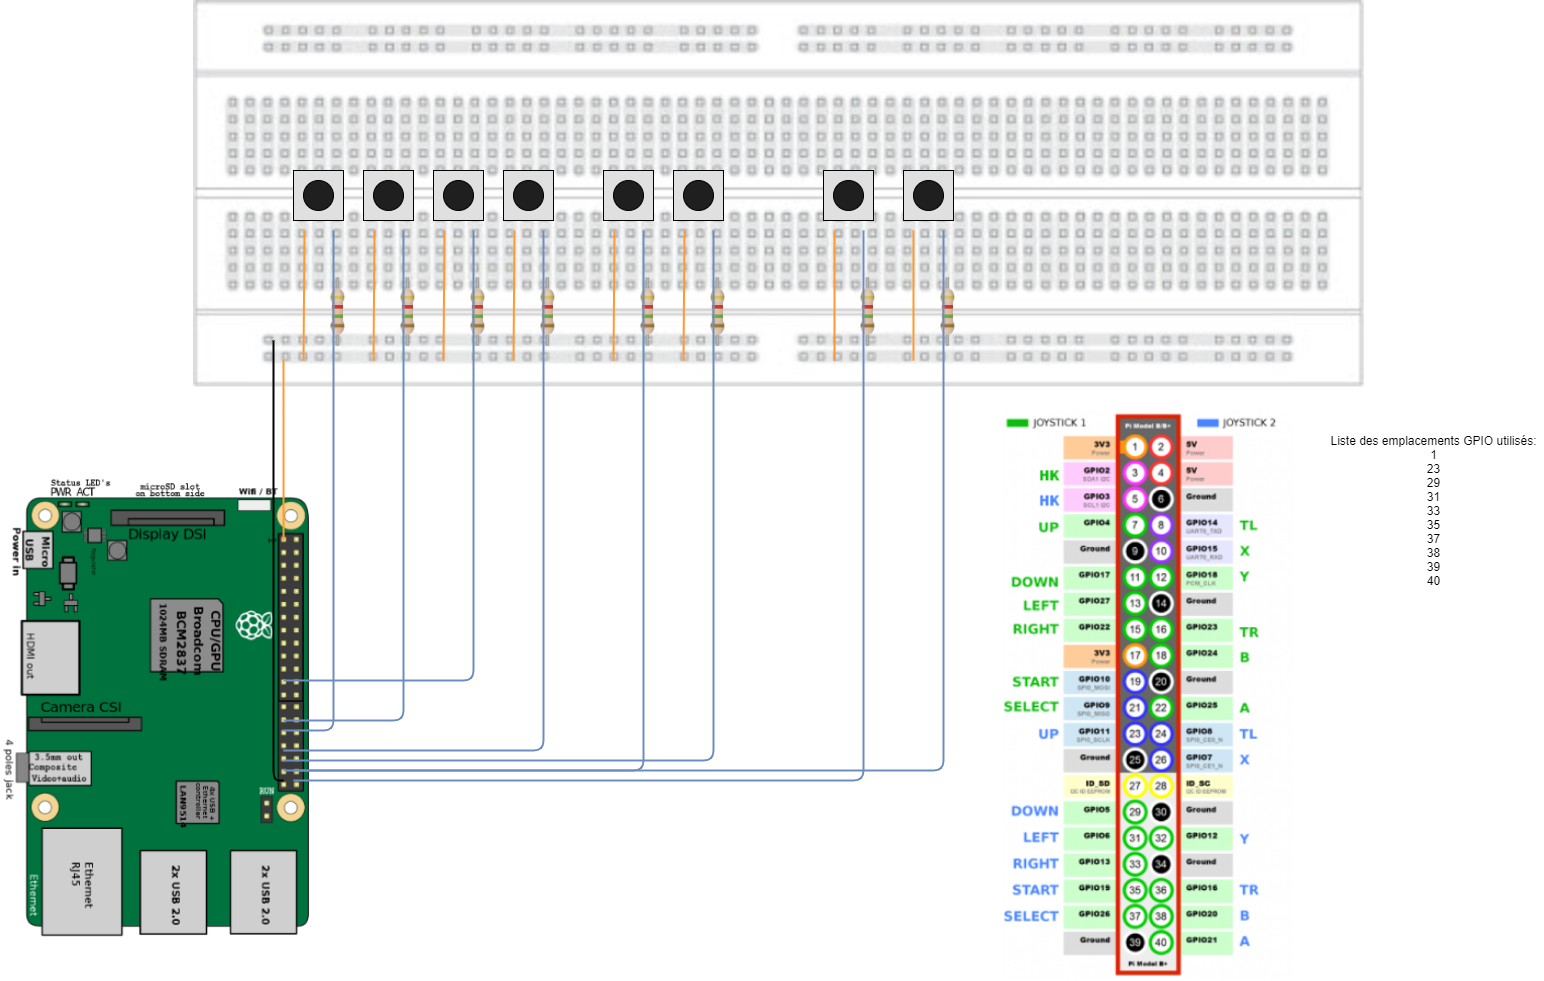 Status LED's
PWR ACT
microSD slot
on bottom side
Wifi / BT
Display DSI
Micro
USB
Power in
Regulator
CPU/GPU
Broadcom
BCM2837
1024MB SDRAM
HDMI out
Camera CSI
3.5mm out
Composite
Video+audio
4 poles jack
4x USB +
Ethernet
controller
LAN9514
RUN
Ethernet
RJ45
Ethernet
2x USB 2.0
2x USB 2.0
JOYSTICK 1
JOYSTICK 2
Pi Model B/B+
3V3 Power 1 2 5V Power
HK GPIO2 SDA1 I2C 3 4 5V Power
HK GPIO3 SCL1 I2C 5 6 Ground
UP GPIO4 7 8 GPIO14 UART0_TXD TL
Ground 9 10 GPIO15 UART0_RXD X
DOWN GPIO17 11 12 GPIO18 PCM_CLK Y
LEFT GPIO27 13 14 Ground
RIGHT GPIO22 15 16 GPIO23 TR
3V3 Power 17 18 GPIO24 B
START GPIO10 SPI0_MOSI 19 20 Ground
SELECT GPIO9 SPI0_MISO 21 22 GPIO25 A
UP GPIO11 SPI0_SCLK 23 24 GPIO8 SPI0_CE0_N TL
Ground 25 26 GPIO7 SPI0_CE1_N X
ID_SD I2C ID EEPROM 27 28 ID_SC I2C ID EEPROM
DOWN GPIO5 29 30 Ground
LEFT GPIO6 31 32 GPIO12 Y
RIGHT GPIO13 33 34 Ground
START GPIO19 35 36 GPIO16 TR
SELECT GPIO26 37 38 GPIO20 B
Ground 39 40 GPIO21 A
Pi Model B+
Liste des emplacements GPIO utilisés:
1
23
29
31
33
35
37
38
39
40